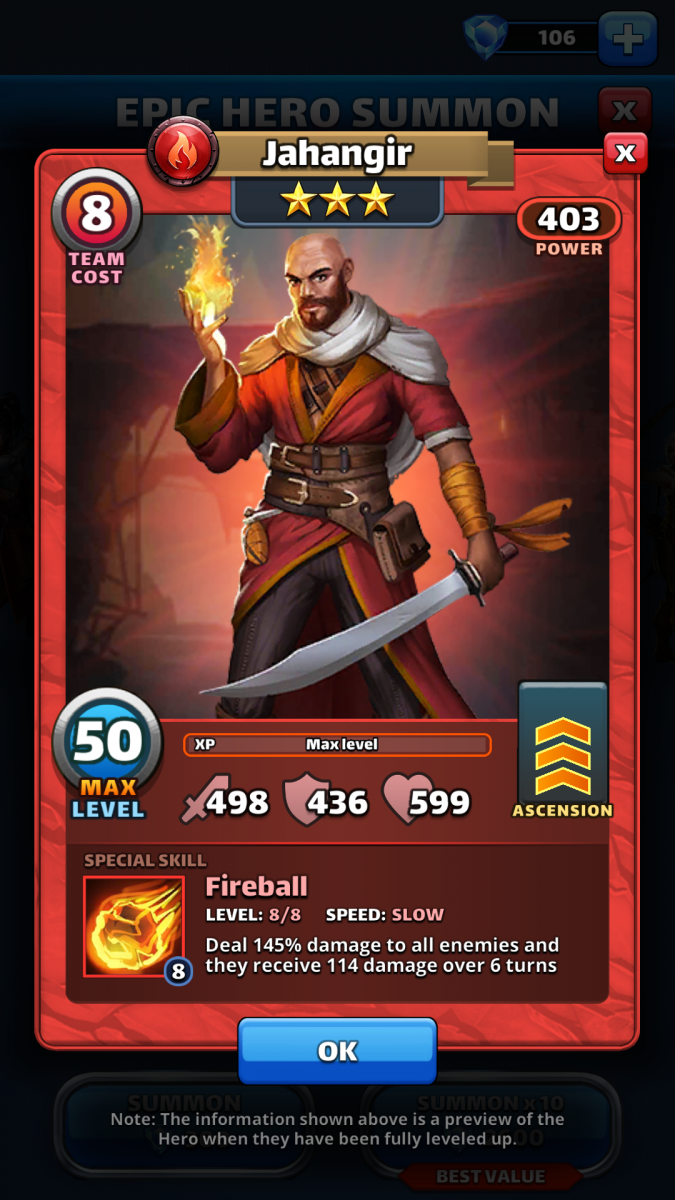 106
EPIC HERO SUMMON
X
Jahangir
X
8
TEAM
COST
403
POWER
50
MAX
LEVEL
XP Max level
498 436 599
ASCENSION
SPECIAL SKILL
Fireball
LEVEL: 8/8 SPEED: SLOW
8
Deal 145% damage to all enemies and
they receive 114 damage over 6 turns
OK
SUMMON
SUMMON x10
Note: The information shown above is a preview of the
Hero when they have been fully leveled up.
BEST VALUE